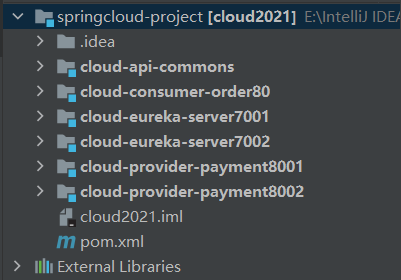 springcloud-project [cloud2021] E:\IntelliJ IDEA
.idea
cloud-api-commons
cloud-consumer-order80
cloud-eureka-server7001
cloud-eureka-server7002
cloud-provider-payment8001
cloud-provider-payment8002
cloud2021.iml
pom.xml
External Libraries